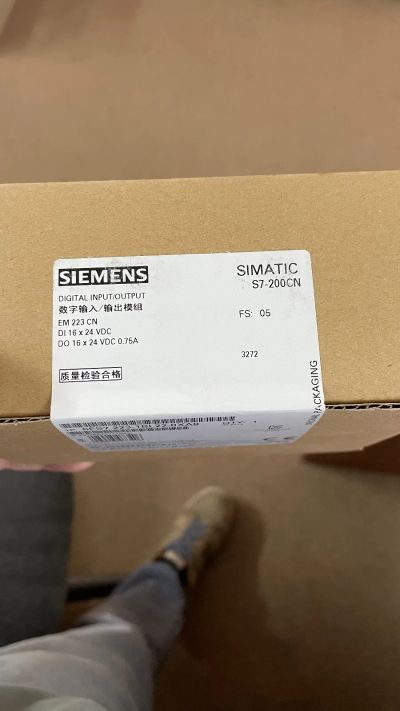 SIEMENS
SIMATIC
S7-200CN
DIGITAL INPUT/OUTPUT
数字输入/输出模组
FS: 05
EM 223 CN
DI 16 x 24 VDC
DO 16 x 24 VDC 0.75A
3272
质量检验合格
PACKAGING